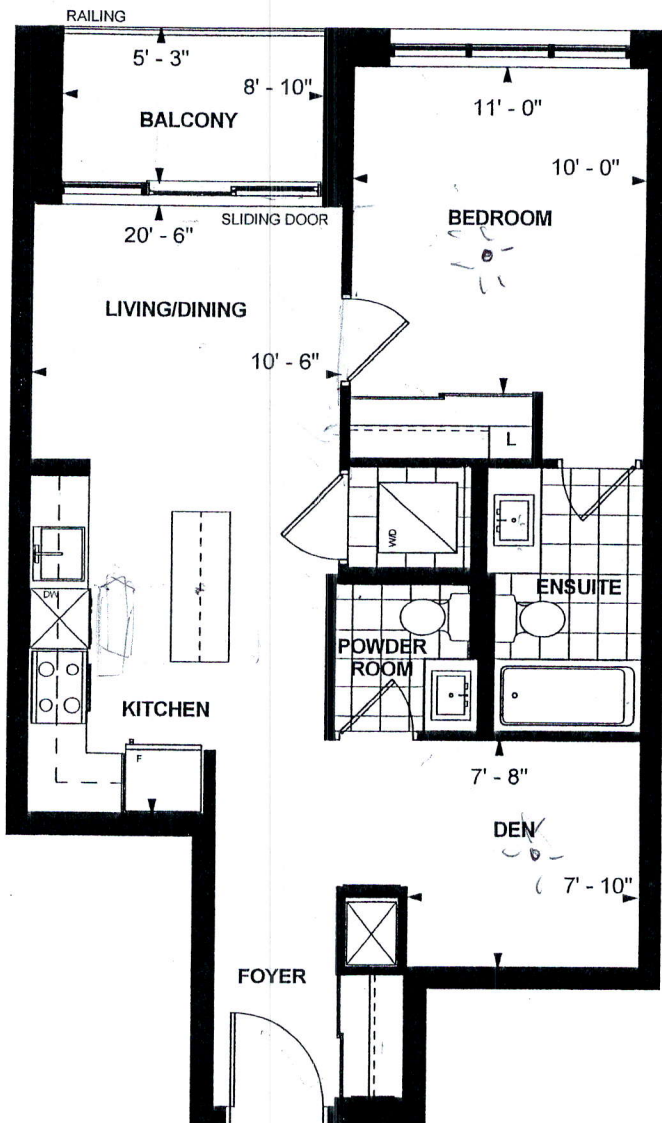 RAILING
5' - 3"
8' - 10"
BALCONY
11' - 0"
10' - 0"
SLIDING DOOR
20' - 6"
BEDROOM
LIVING/DINING
10' - 6"
L
W/D
DW
ENSUITE
POWDER
ROOM
KITCHEN
F
7' - 8"
DEN
7' - 10"
FOYER